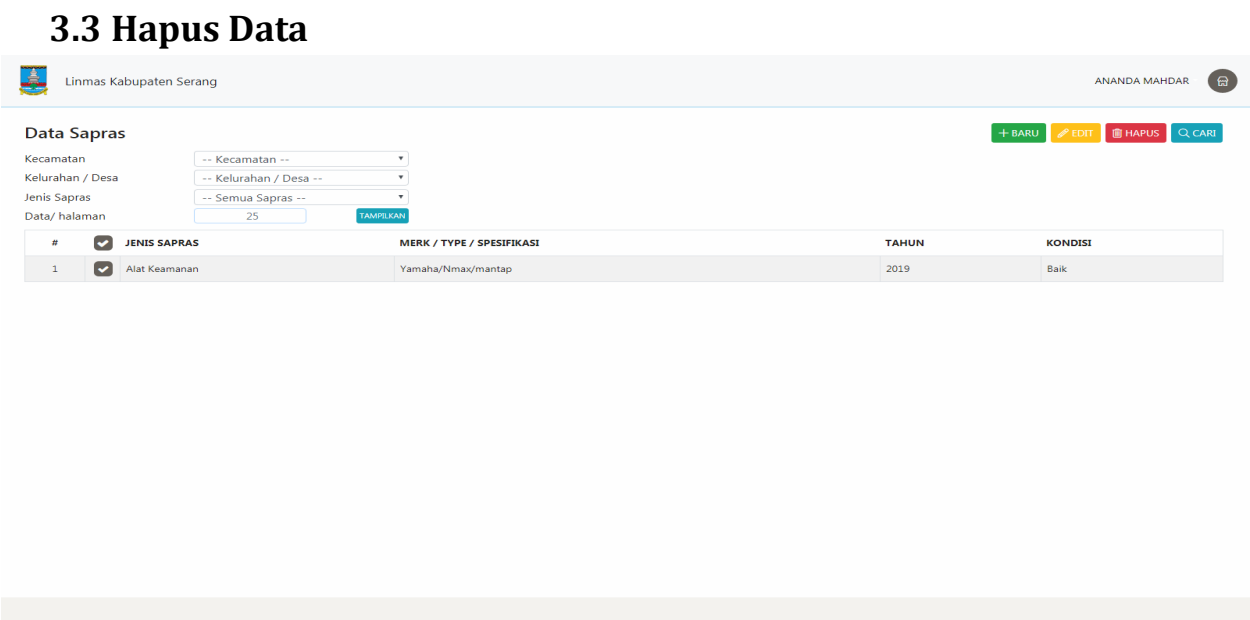 3.3 Hapus Data
Linmas Kabupaten Serang
ANANDA MAHDAR
Data Sapras
BARU
EDIT
HAPUS
CARI
Kecamatan
-- Kecamatan --
Kelurahan / Desa
-- Kelurahan / Desa --
Jenis Sapras
-- Semua Sapras --
Data/ halaman
25
TAMPILKAN
# JENIS SAPRAS MERK / TYPE / SPESIFIKASI TAHUN KONDISI
1 Alat Keamanan Yamaha/Nmax/mantap 2019 Baik